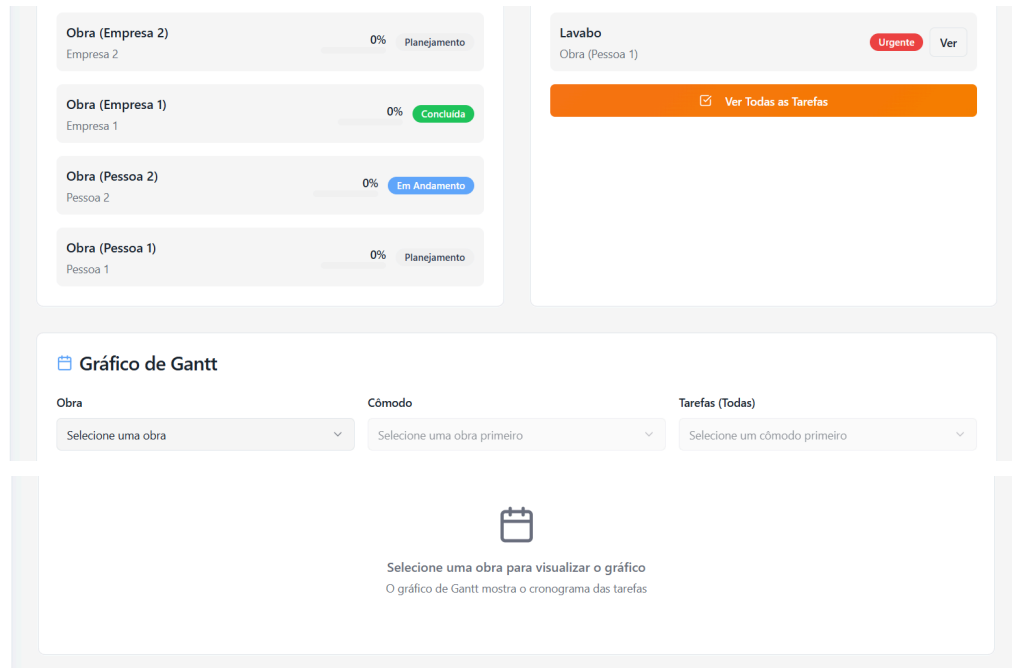 Obra (Empresa 2)
Empresa 2
0%
Planejamento
Obra (Empresa 1)
Empresa 1
0%
Concluída
Obra (Pessoa 2)
Pessoa 2
0%
Em Andamento
Obra (Pessoa 1)
Pessoa 1
0%
Planejamento
Lavabo
Obra (Pessoa 1)
Urgente
Ver
Ver Todas as Tarefas
Gráfico de Gantt
Obra
Selecione uma obra
Cômodo
Selecione uma obra primeiro
Tarefas (Todas)
Selecione um cômodo primeiro
Selecione uma obra para visualizar o gráfico
O gráfico de Gantt mostra o cronograma das tarefas